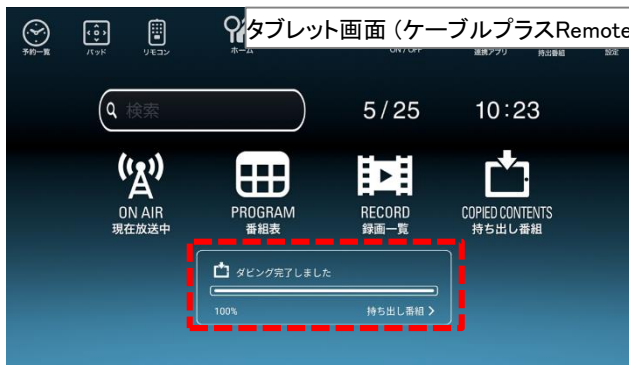 タブレット画面（ケーブルプラスRemote
予約一覧
パッド
リモコン
ホーム
ON / OFF
連携アプリ
持出番組
設定
検索
5/25
10:23
ON AIR
現在放送中
PROGRAM
番組表
RECORD
録画一覧
COPIED CONTENTS
持ち出し番組
ダビング完了しました
100%
持ち出し番組 >